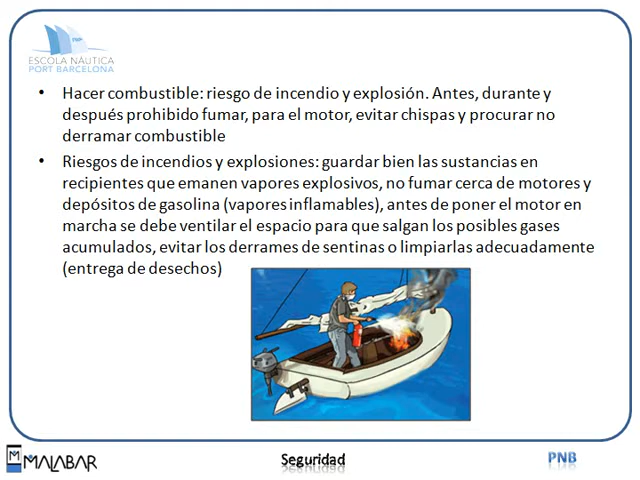 ESCOLA NÁUTICA
PORT BARCELONA
• Hacer combustible: riesgo de incendio y explosión. Antes, durante y
después prohibido fumar, para el motor, evitar chispas y procurar no
derramar combustible
• Riesgos de incendios y explosiones: guardar bien las sustancias en
recipientes que emanen vapores explosivos, no fumar cerca de motores y
depósitos de gasolina (vapores inflamables), antes de poner el motor en
marcha se debe ventilar el espacio para que salgan los posibles gases
acumulados, evitar los derrames de sentinas o limpiarlas adecuadamente
(entrega de desechos)
MALABAR
Seguridad
PNB